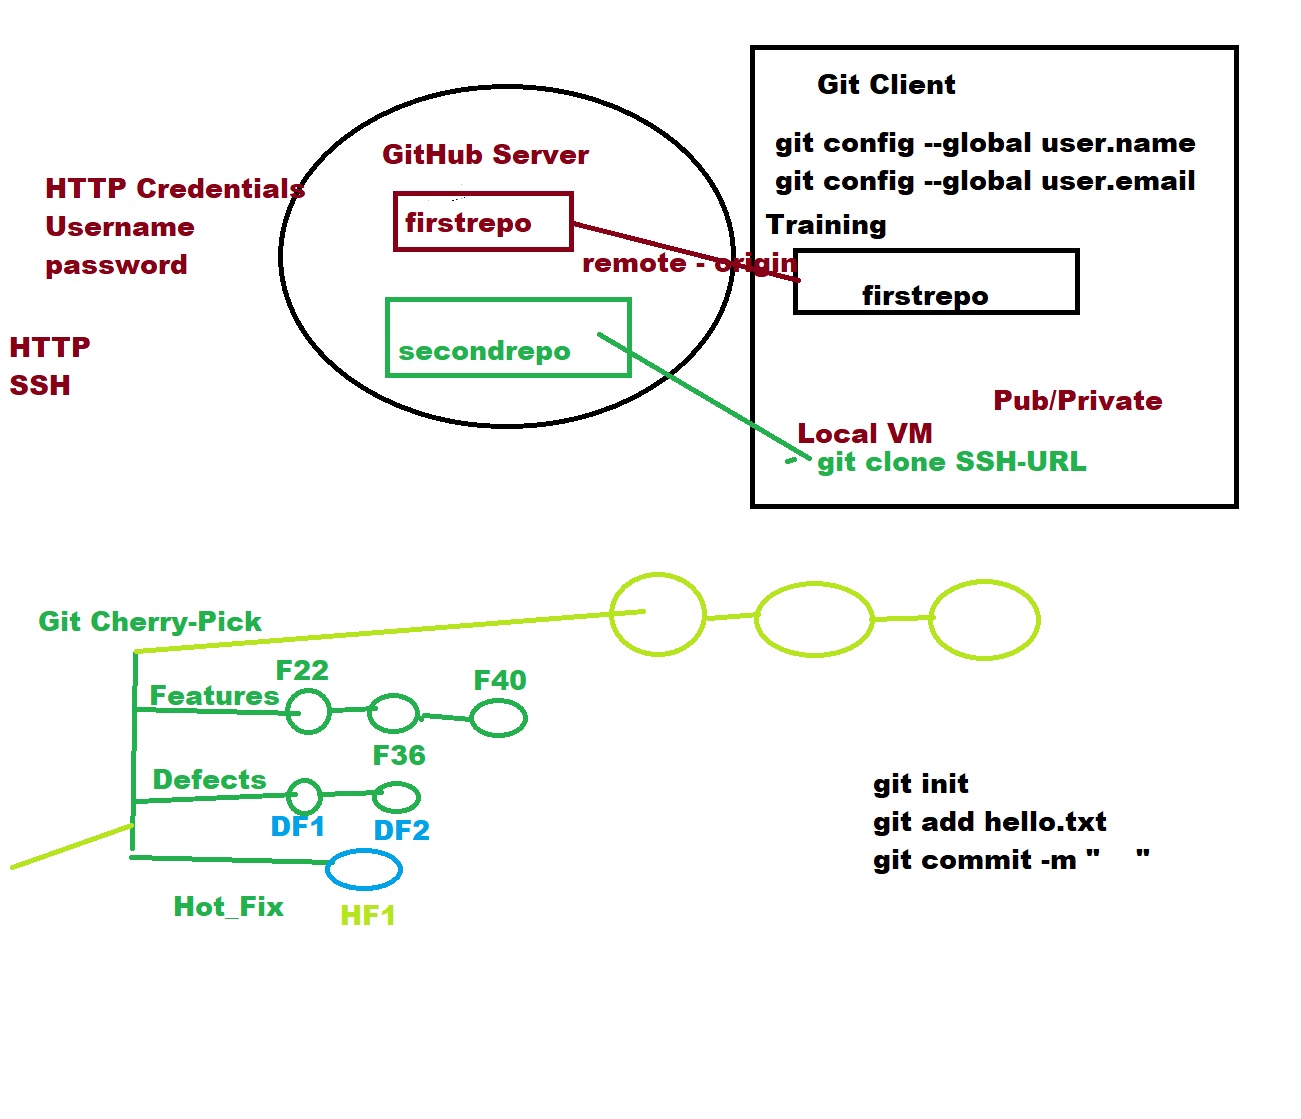 Git Client
git config --global user.name
git config --global user.email
GitHub Server
HTTP Credentials
Username
password
firstrepo
Training
remote - origin
firstrepo
HTTP
SSH
secondrepo
Pub/Private
Local VM
git clone SSH-URL
Git Cherry-Pick
F22
Features
F40
F36
Defects
DF1
DF2
Hot_Fix
HF1
git init
git add hello.txt
git commit -m "    "